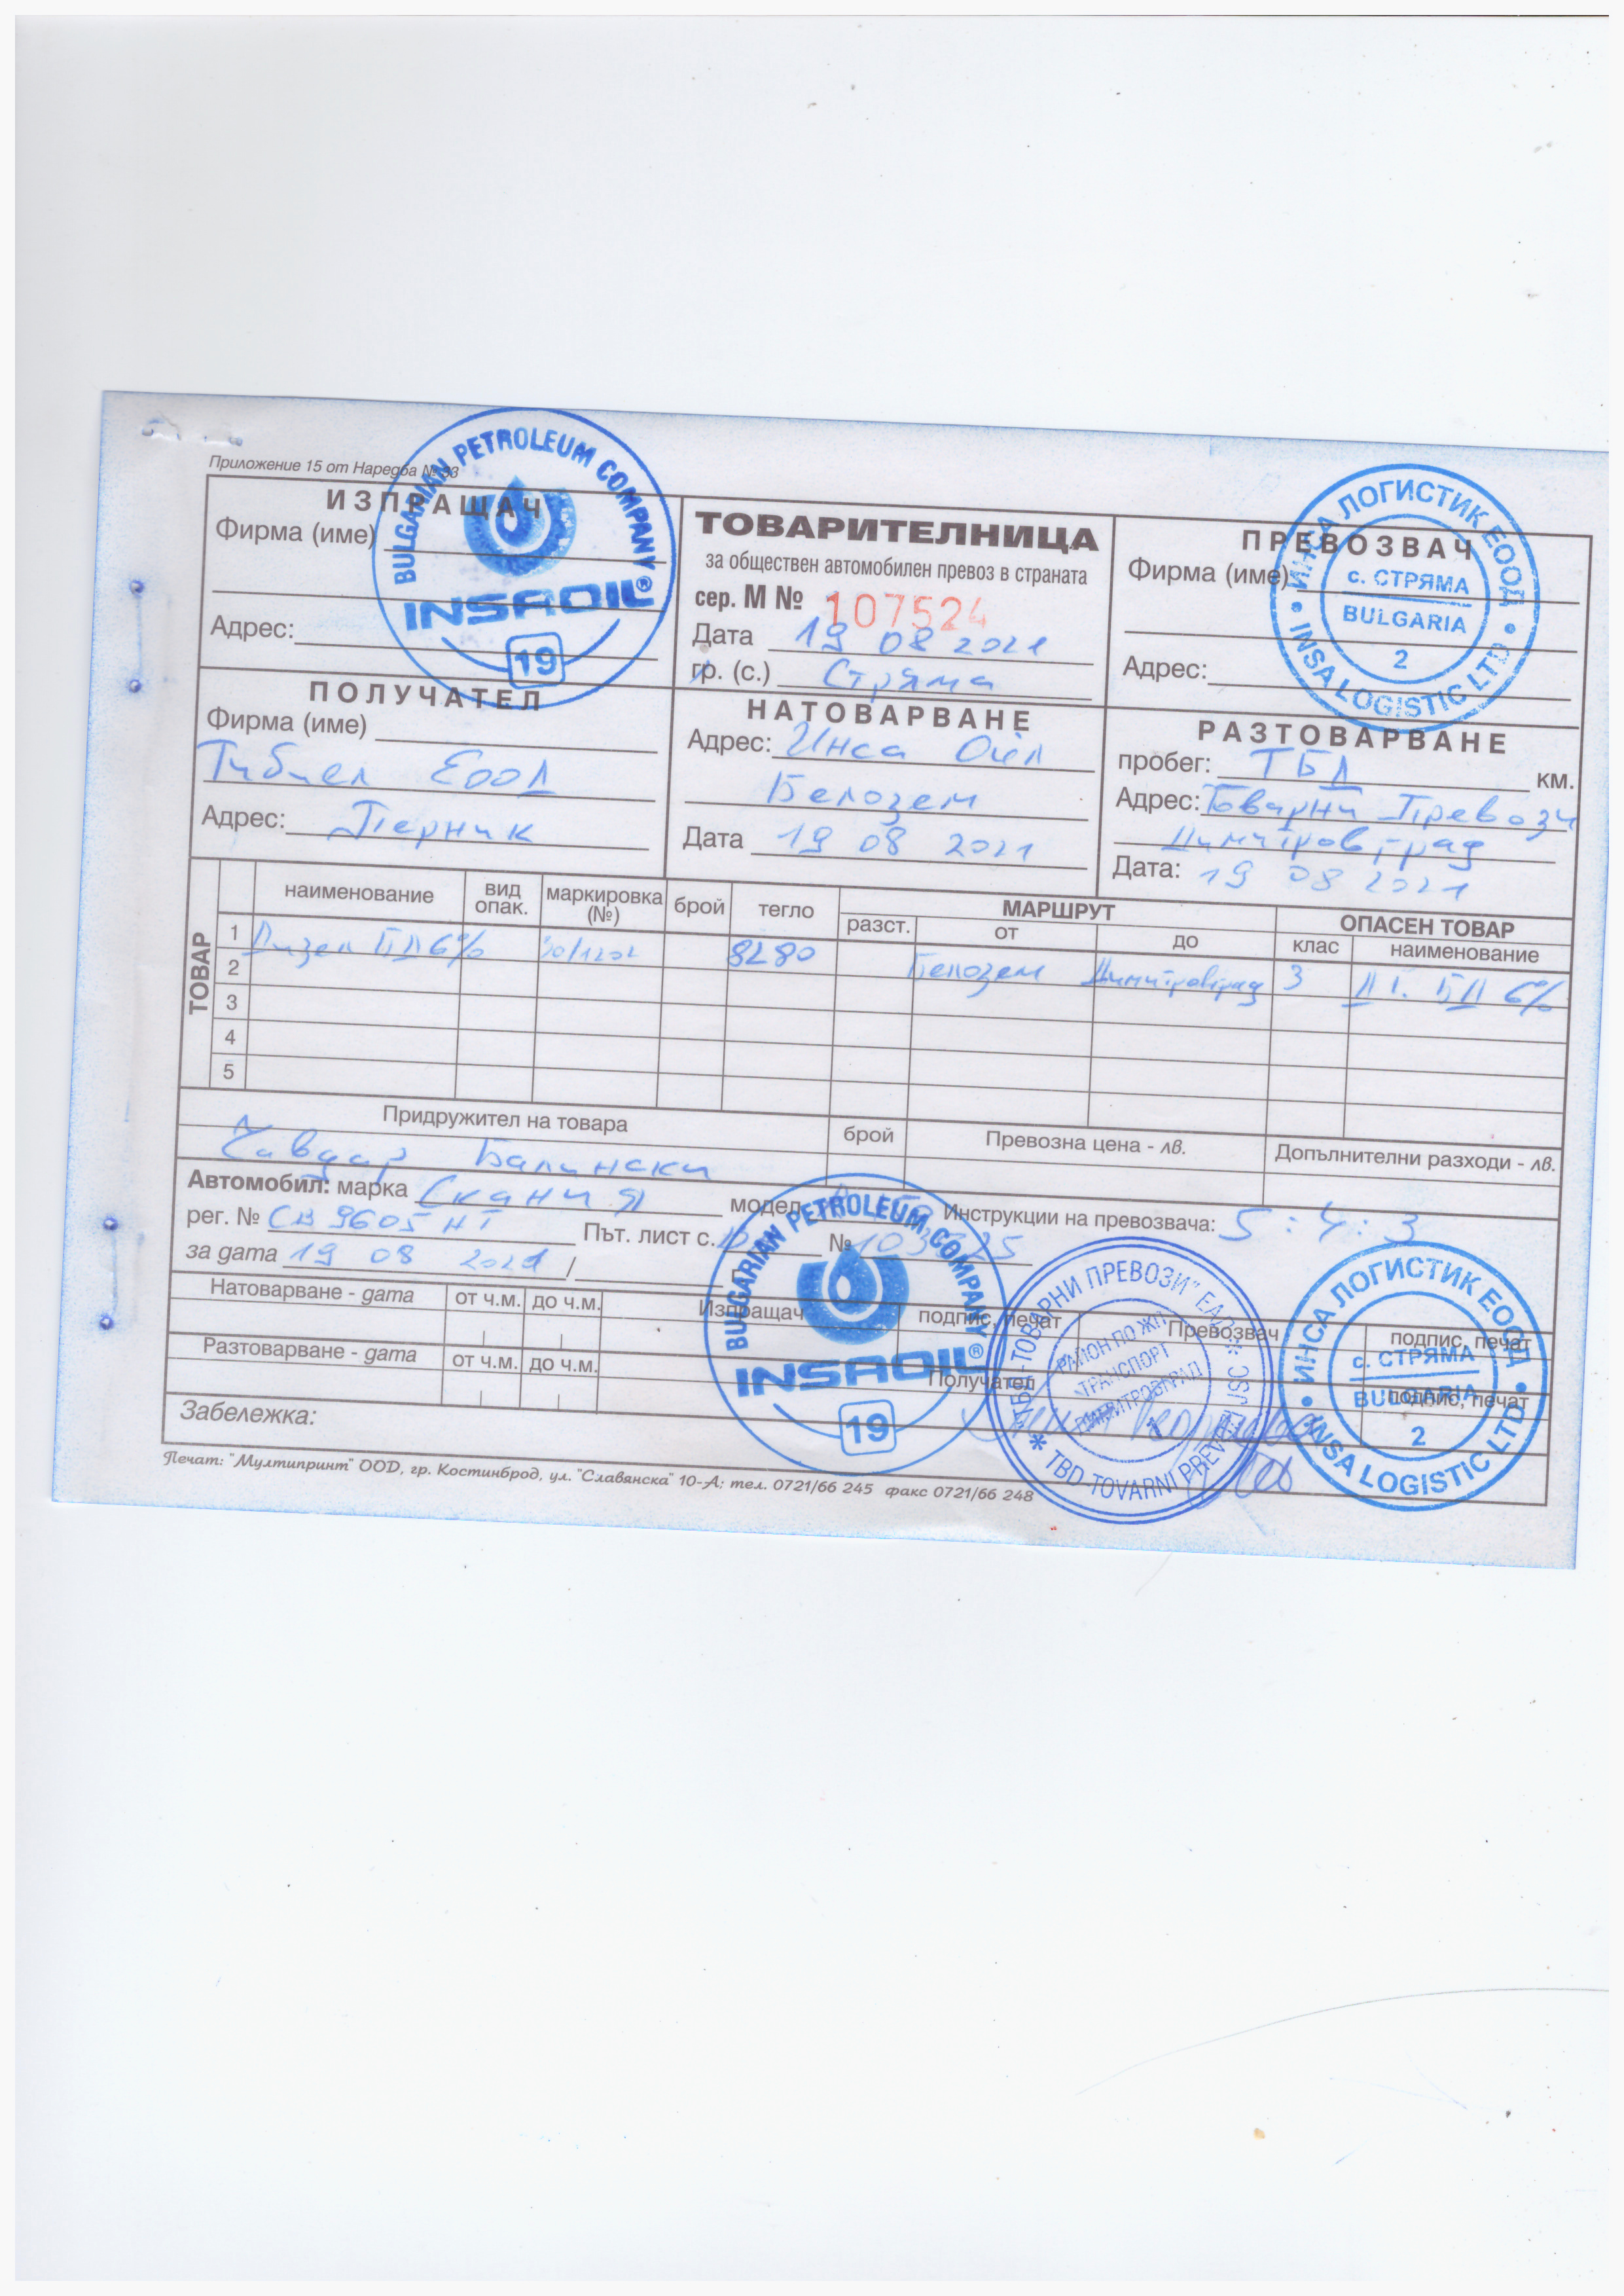 Приложение 15 от Наредба № 33
ИЗПРАЩАЧ
Фирма (име)
Адрес:
BULGARIAN PETROLEUM COMPANY
INSAOIL®
19
ТОВАРИТЕЛНИЦА
за обществен автомобилен превоз в страната
сер. М № 107524
Дата 19 08 2021
гр. (с.) Стряма
ПРЕВОЗВАЧ
Фирма (име)
Адрес:
ИНСА ЛОГИСТИК ЕООД
с. СТРЯМА
BULGARIA
2
INSA LOGISTIC LTD
ПОЛУЧАТЕЛ
Фирма (име)
Тибиел ЕООД
Адрес: Перник
НАТОВАРВАНЕ
Адрес: Инса Оил
Белозем
Дата 19 08 2021
РАЗТОВАРВАНЕ
пробег: ТБД км.
Адрес: Товарни Превози
Димитровград
Дата: 19 08 2021
ТОВАР
наименование вид опак. маркировка (№) брой тегло МАРШРУТ ОПАСЕН ТОВАР
разст. от до клас наименование
1 Дизел БД 6% 30/1202 8280 Белозем Димитровград 3 БД 6%
2
3
4
5
Придружител на товара брой Превозна цена - лв. Допълнителни разходи - лв.
Чавдар Балински
Автомобил: марка Скания модел Инструкции на превозвача: 5:4:3
рег. № СВ 9605 НТ Път. лист с. №
за дата 19 08 2021 /
Натоварване - дата от ч.м. до ч.м. Изпращач подпис, печат Превозвач подпис, печат
Разтоварване - дата от ч.м. до ч.м. Получател подпис, печат
Забележка:
BULGARIAN PETROLEUM COMPANY
INSAOIL®
19
"ТБД-ТОВАРНИ ПРЕВОЗИ" ЕАД
РАЙОН ПО ЖП
ТРАНСПОРТ
ДИМИТРОВГРАД
1
TBD-TOVARNI PREVOZI JSC
ИНСА ЛОГИСТИК ЕООД
с. СТРЯМА
BULGARIA
2
INSA LOGISTIC LTD
Печат: "Мултипринт" ООД, гр. Костинброд, ул. "Славянска" 10-А; тел. 0721/66 245 факс 0721/66 248